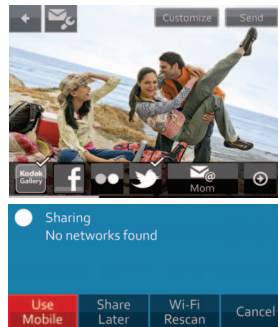 Customize Send
Kodak
Gallery
f
@
Mom
Sharing
No networks found
Use Mobile
Share Later
Wi-Fi Rescan
Cancel